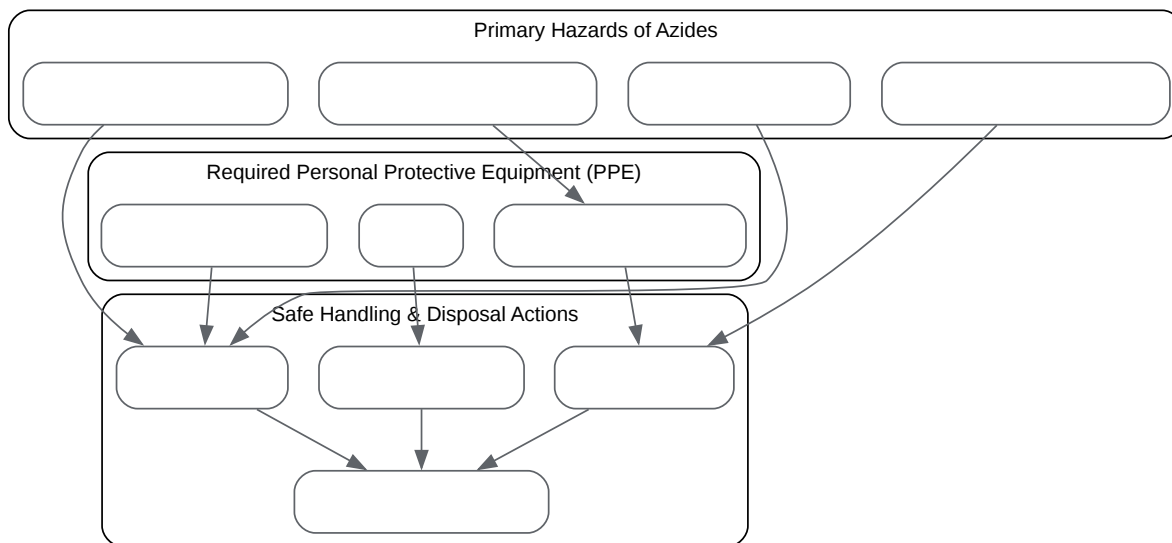 Primary Hazards of Azides
Required Personal Protective Equipment (PPE)
Safe Handling & Disposal Actions